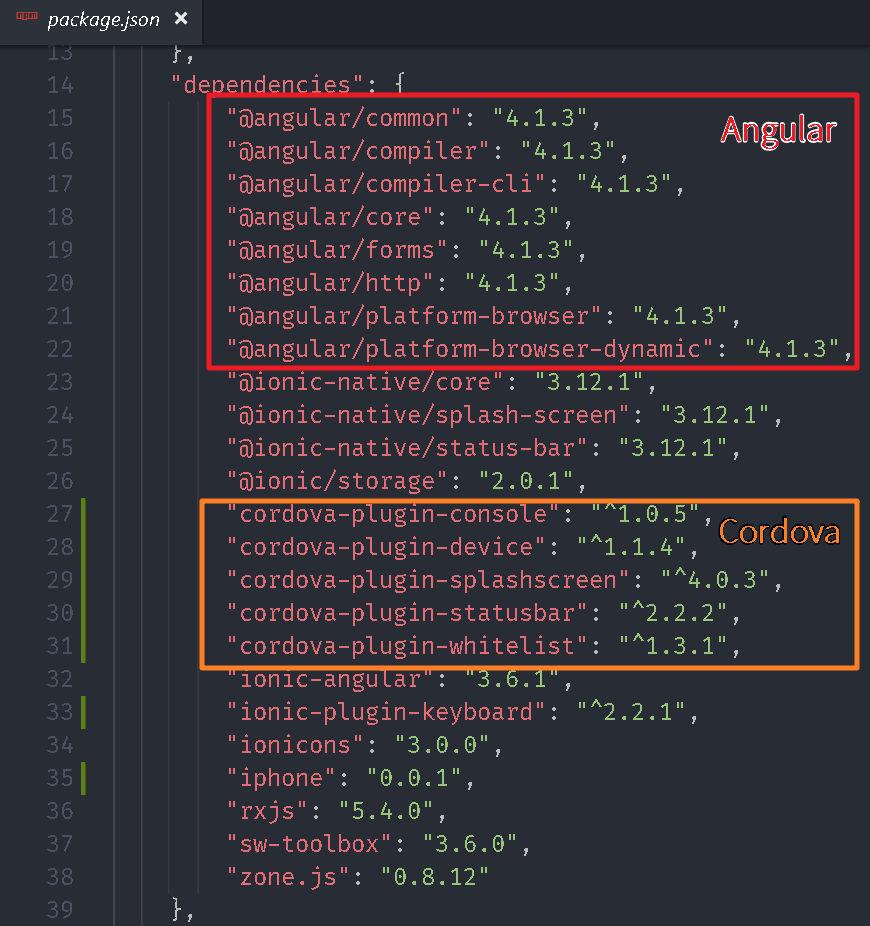 npm package.json ×
13 },
14 "dependencies": {
15 "@angular/common": "4.1.3",
Angular
16 "@angular/compiler": "4.1.3",
17 "@angular/compiler-cli": "4.1.3",
18 "@angular/core": "4.1.3",
19 "@angular/forms": "4.1.3",
20 "@angular/http": "4.1.3",
21 "@angular/platform-browser": "4.1.3",
22 "@angular/platform-browser-dynamic": "4.1.3",
23 "@ionic-native/core": "3.12.1",
24 "@ionic-native/splash-screen": "3.12.1",
25 "@ionic-native/status-bar": "3.12.1",
26 "@ionic/storage": "2.0.1",
27 "cordova-plugin-console": "^1.0.5",
Cordova
28 "cordova-plugin-device": "^1.1.4",
29 "cordova-plugin-splashscreen": "^4.0.3",
30 "cordova-plugin-statusbar": "^2.2.2",
31 "cordova-plugin-whitelist": "^1.3.1",
32 "ionic-angular": "3.6.1",
33 "ionic-plugin-keyboard": "^2.2.1",
34 "ionicons": "3.0.0",
35 "iphone": "0.0.1",
36 "rxjs": "5.4.0",
37 "sw-toolbox": "3.6.0",
38 "zone.js": "0.8.12"
39 },